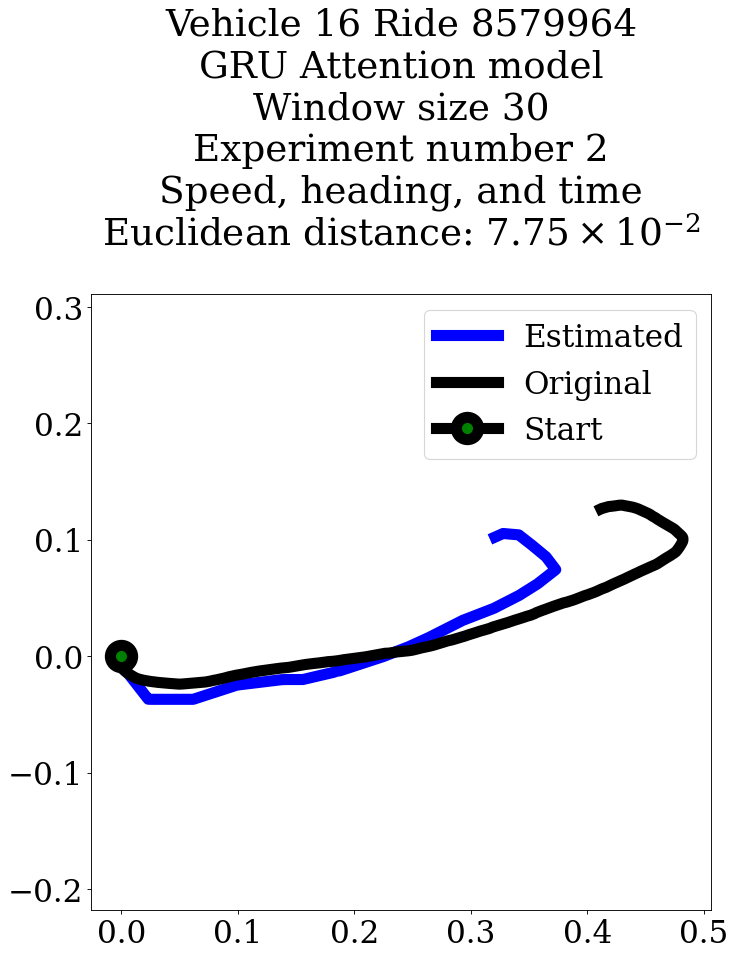 Vehicle 16 Ride 8579964
GRU Attention model
Window size 30
Experiment number 2
Speed, heading, and time
Euclidean distance: 7.75 × 10⁻²
0.3
0.2
0.1
0.0
−0.1
−0.2
Estimated
Original
Start
0.0 0.1 0.2 0.3 0.4 0.5